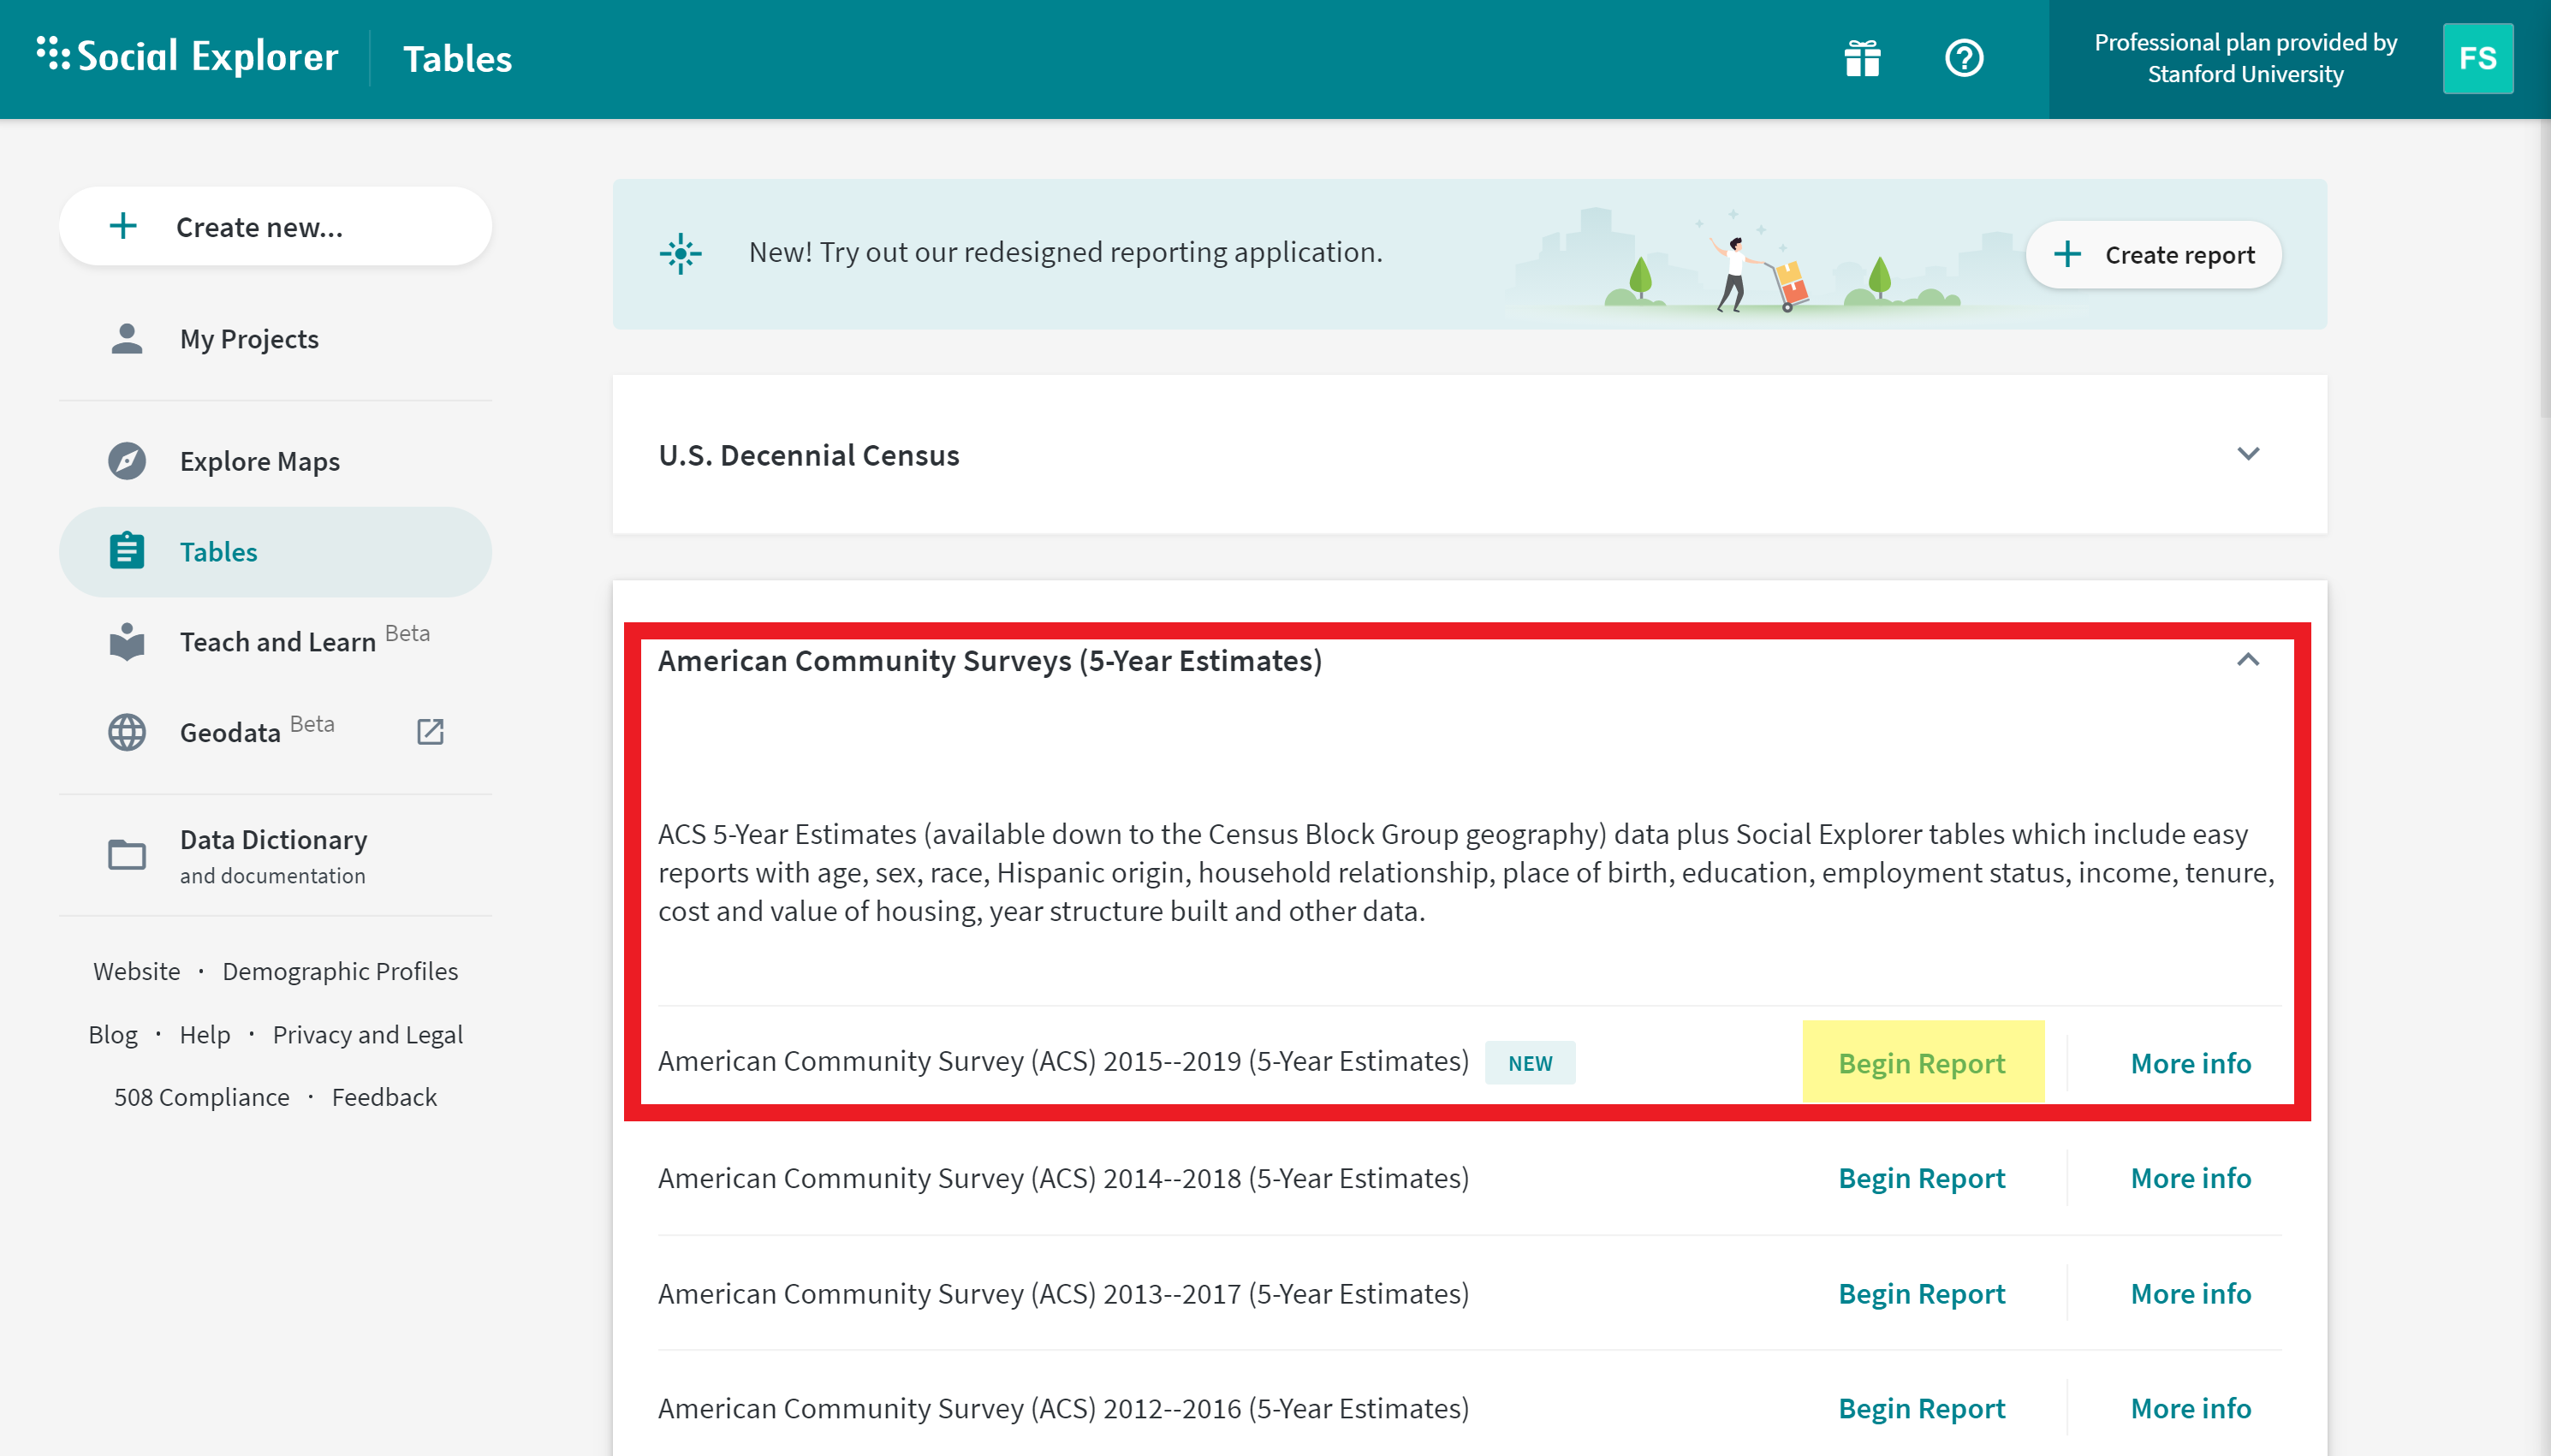 Social Explorer
Tables
Professional plan provided by
Stanford University
FS
Create new...
My Projects
Explore Maps
Tables
Teach and Learn Beta
Geodata Beta
Data Dictionary
and documentation
Website · Demographic Profiles
Blog · Help · Privacy and Legal
508 Compliance · Feedback
New! Try out our redesigned reporting application.
Create report
U.S. Decennial Census
American Community Surveys (5-Year Estimates)
ACS 5-Year Estimates (available down to the Census Block Group geography) data plus Social Explorer tables which include easy
reports with age, sex, race, Hispanic origin, household relationship, place of birth, education, employment status, income, tenure,
cost and value of housing, year structure built and other data.
American Community Survey (ACS) 2015--2019 (5-Year Estimates) NEW Begin Report More info
American Community Survey (ACS) 2014--2018 (5-Year Estimates) Begin Report More info
American Community Survey (ACS) 2013--2017 (5-Year Estimates) Begin Report More info
American Community Survey (ACS) 2012--2016 (5-Year Estimates) Begin Report More info